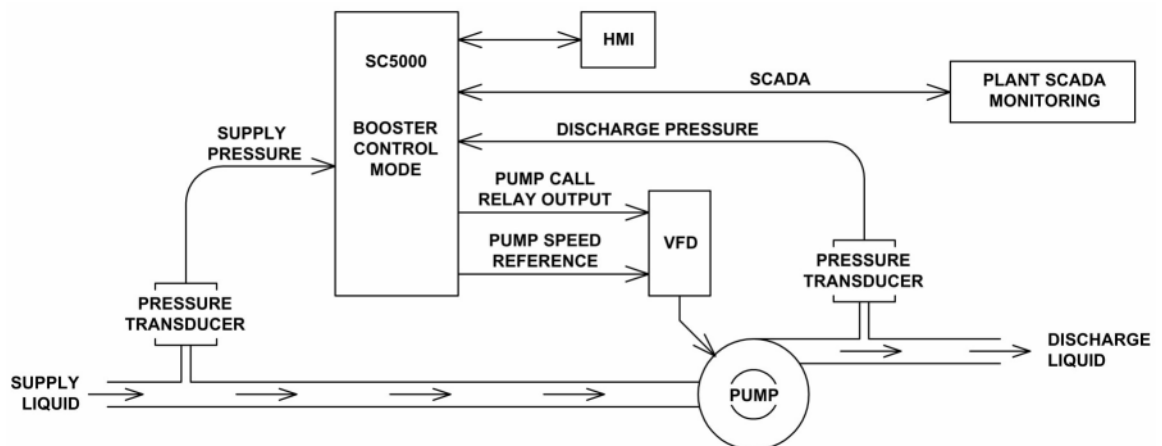 SC5000
BOOSTER
CONTROL
MODE
HMI
SCADA
PLANT SCADA
MONITORING
SUPPLY
PRESSURE
DISCHARGE PRESSURE
PUMP CALL
RELAY OUTPUT
PUMP SPEED
REFERENCE
VFD
PRESSURE
TRANSDUCER
PRESSURE
TRANSDUCER
SUPPLY
LIQUID
PUMP
DISCHARGE
LIQUID